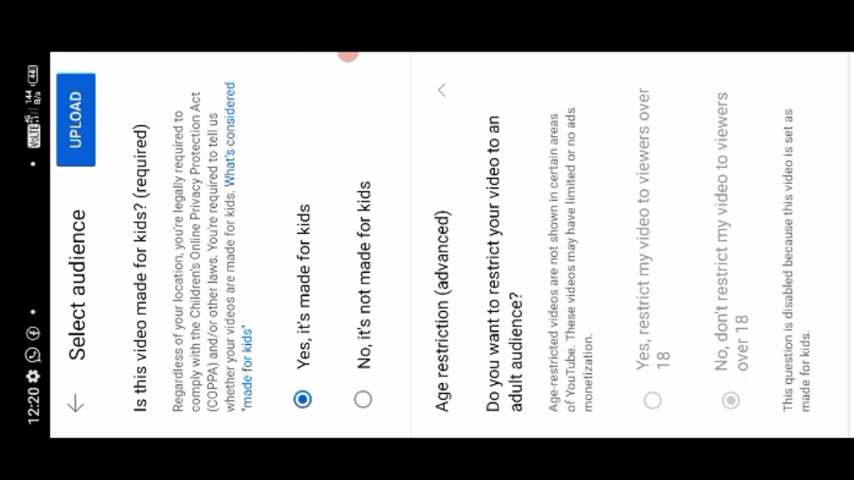 12:20
VoLTE 4G 144 B/s 44
← Select audience
UPLOAD
Is this video made for kids? (required)
Regardless of your location, you're legally required to
comply with the Children's Online Privacy Protection Act
(COPPA) and/or other laws. You're required to tell us
whether your videos are made for kids. What's considered
"made for kids"
Yes, it's made for kids
No, it's not made for kids
Age restriction (advanced)
Do you want to restrict your video to an
adult audience?
Age-restricted videos are not shown in certain areas
of YouTube. These videos may have limited or no ads
monetization.
Yes, restrict my video to viewers over
18
No, don't restrict my video to viewers
over 18
This question is disabled because this video is set as
made for kids.